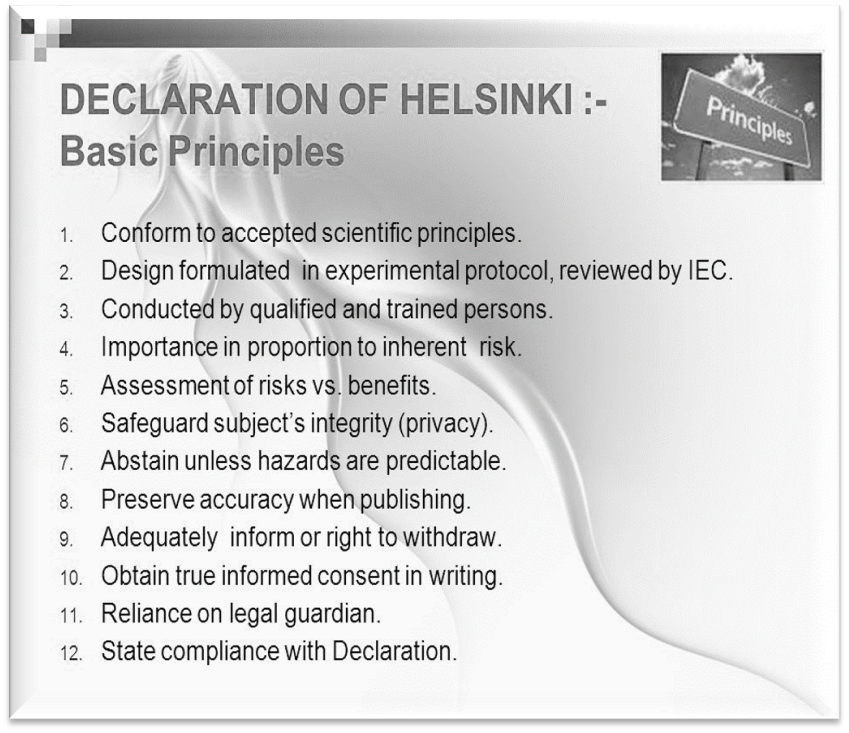 DECLARATION OF HELSINKI :-
Basic Principles
Principles
1. Conform to accepted scientific principles.
2. Design formulated in experimental protocol, reviewed by IEC.
3. Conducted by qualified and trained persons.
4. Importance in proportion to inherent risk.
5. Assessment of risks vs. benefits.
6. Safeguard subject's integrity (privacy).
7. Abstain unless hazards are predictable.
8. Preserve accuracy when publishing.
9. Adequately inform or right to withdraw.
10. Obtain true informed consent in writing.
11. Reliance on legal guardian.
12. State compliance with Declaration.